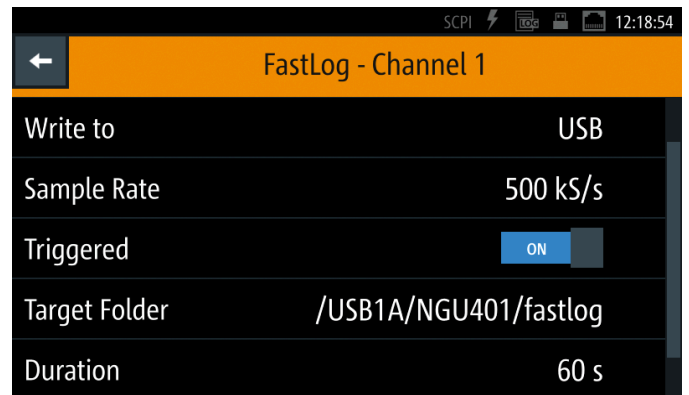 SCPI LOG 12:18:54
FastLog - Channel 1
Write to USB
Sample Rate 500 kS/s
Triggered ON
Target Folder /USB1A/NGU401/fastlog
Duration 60 s